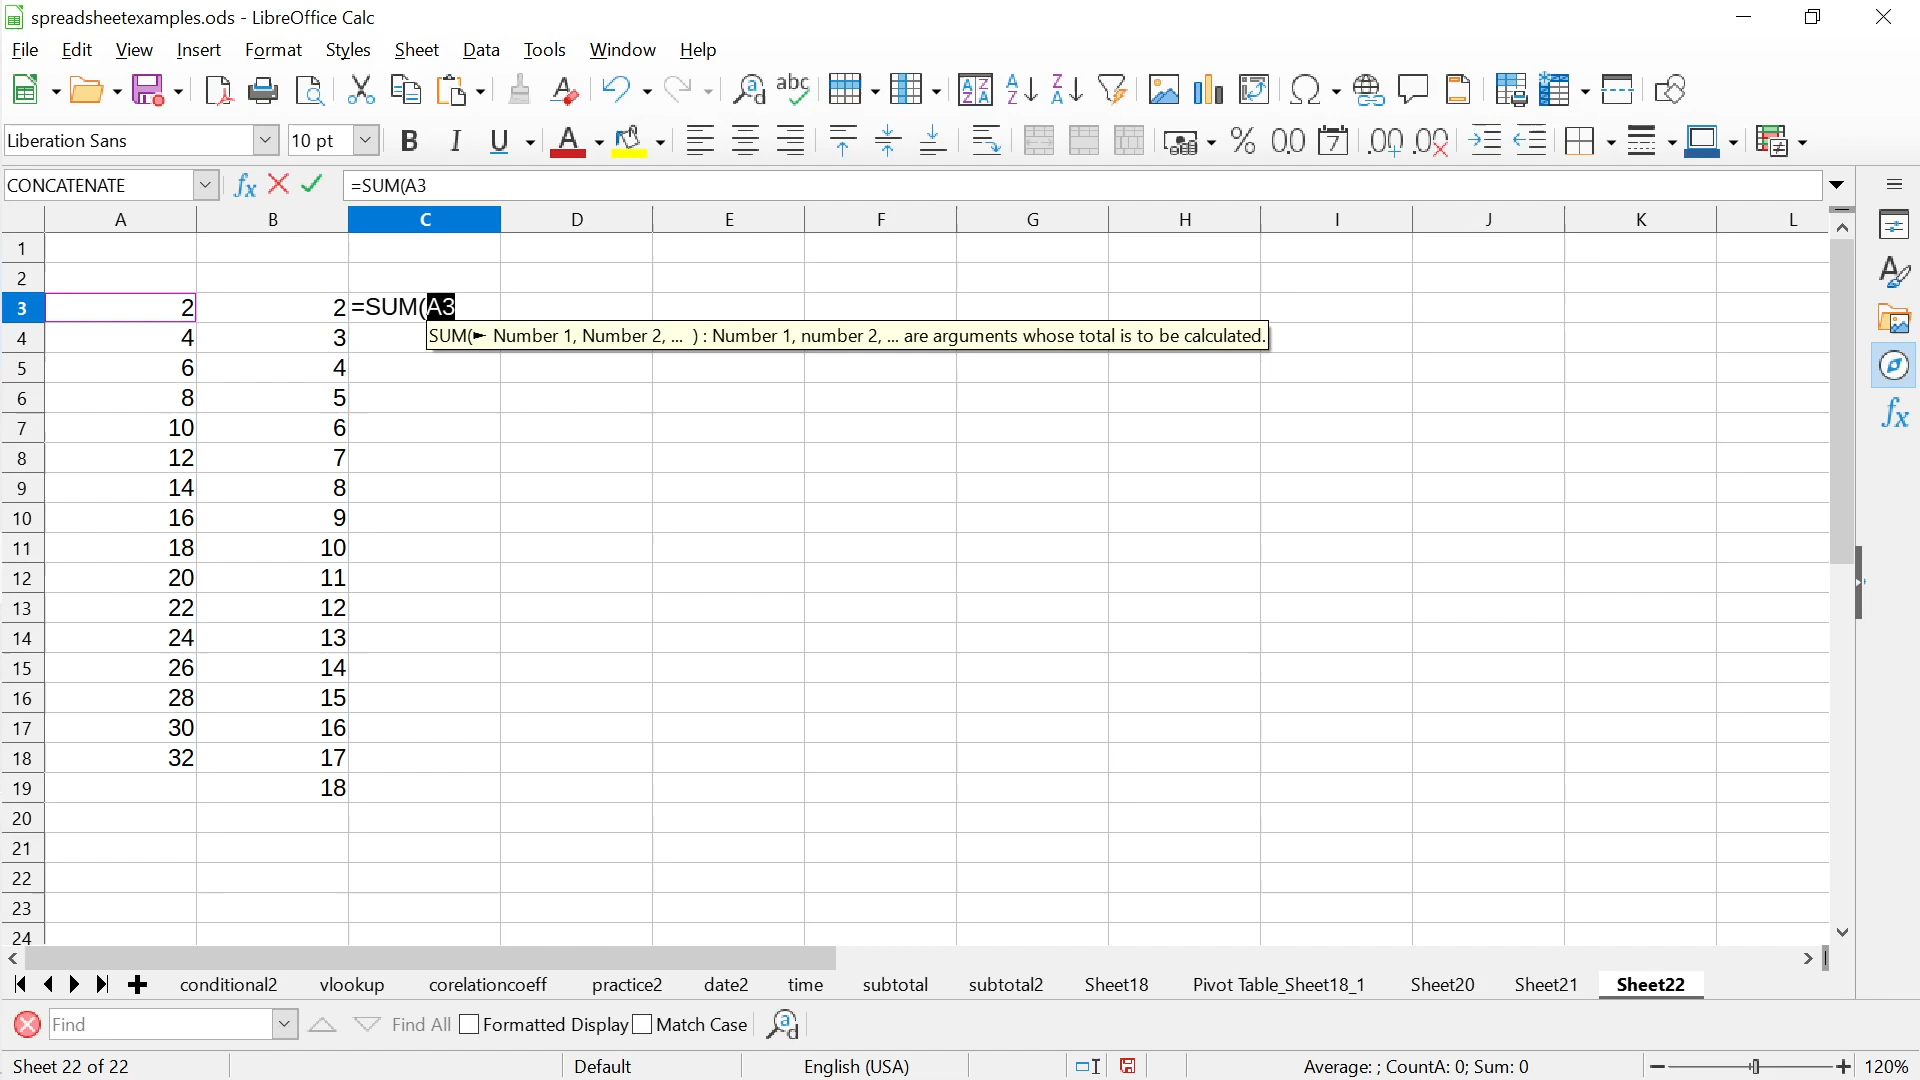 spreadsheetexamples.ods - LibreOffice Calc
File Edit View Insert Format Styles Sheet Data Tools Window Help
Liberation Sans 10 pt B I U A % 0.0 .00 0.0
CONCATENATE fx =SUM(A3
A B C D E F G H I J K L
1
2
3 2 2 =SUM(A3
4 4 3 SUM(► Number 1, Number 2, ... ) : Number 1, number 2, ... are arguments whose total is to be calculated.
5 6 4
6 8 5
7 10 6
8 12 7
9 14 8
10 16 9
11 18 10
12 20 11
13 22 12
14 24 13
15 26 14
16 28 15
17 30 16
18 32 17
19 18
20
21
22
23
24
conditional2 vlookup corelationcoeff practice2 date2 time subtotal subtotal2 Sheet18 Pivot Table_Sheet18_1 Sheet20 Sheet21 Sheet22
Find Find All Formatted Display Match Case
Sheet 22 of 22 Default English (USA) Average: ; CountA: 0; Sum: 0 120%